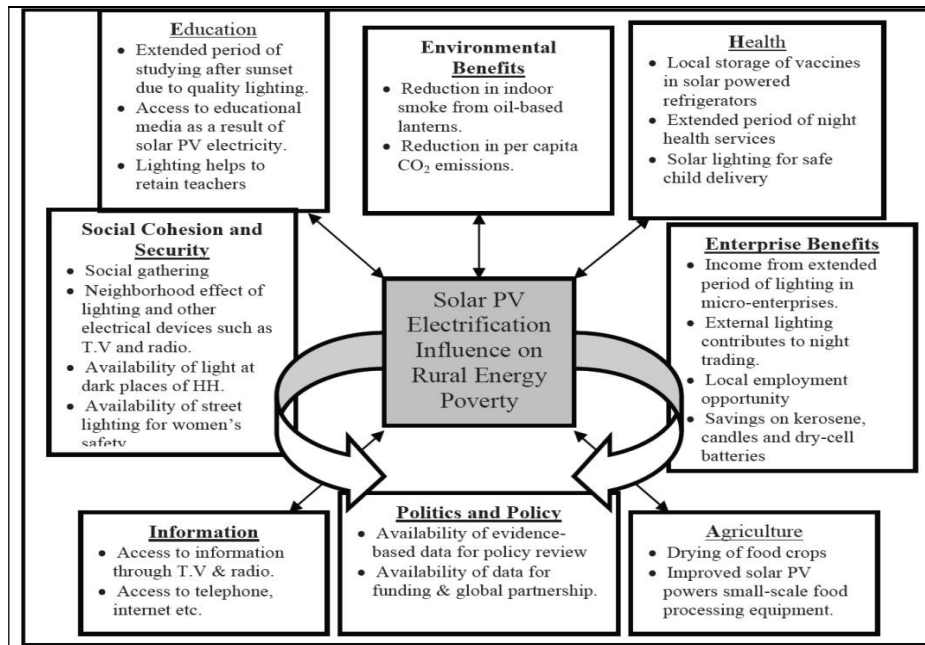 Education
• Extended period of
studying after sunset
due to quality lighting.
• Access to educational
media as a result of
solar PV electricity.
• Lighting helps to
retain teachers
Environmental
Benefits
• Reduction in indoor
smoke from oil-based
lanterns.
• Reduction in per capita
CO₂ emissions.
Health
• Local storage of vaccines
in solar powered
refrigerators
• Extended period of night
health services
• Solar lighting for safe
child delivery
Social Cohesion and
Security
• Social gathering
• Neighborhood effect of
lighting and other
electrical devices such as
T.V and radio.
• Availability of light at
dark places of HH.
• Availability of street
lighting for women's
safety
Solar PV
Electrification
Influence on
Rural Energy
Poverty
Enterprise Benefits
• Income from extended
period of lighting in
micro-enterprises.
• External lighting
contributes to night
trading.
• Local employment
opportunity
• Savings on kerosene,
candles and dry-cell
batteries
Information
• Access to information
through T.V & radio.
• Access to telephone,
internet etc.
Politics and Policy
• Availability of evidence-
based data for policy review
• Availability of data for
funding & global partnership.
Agriculture
• Drying of food crops
• Improved solar PV
powers small-scale food
processing equipment.